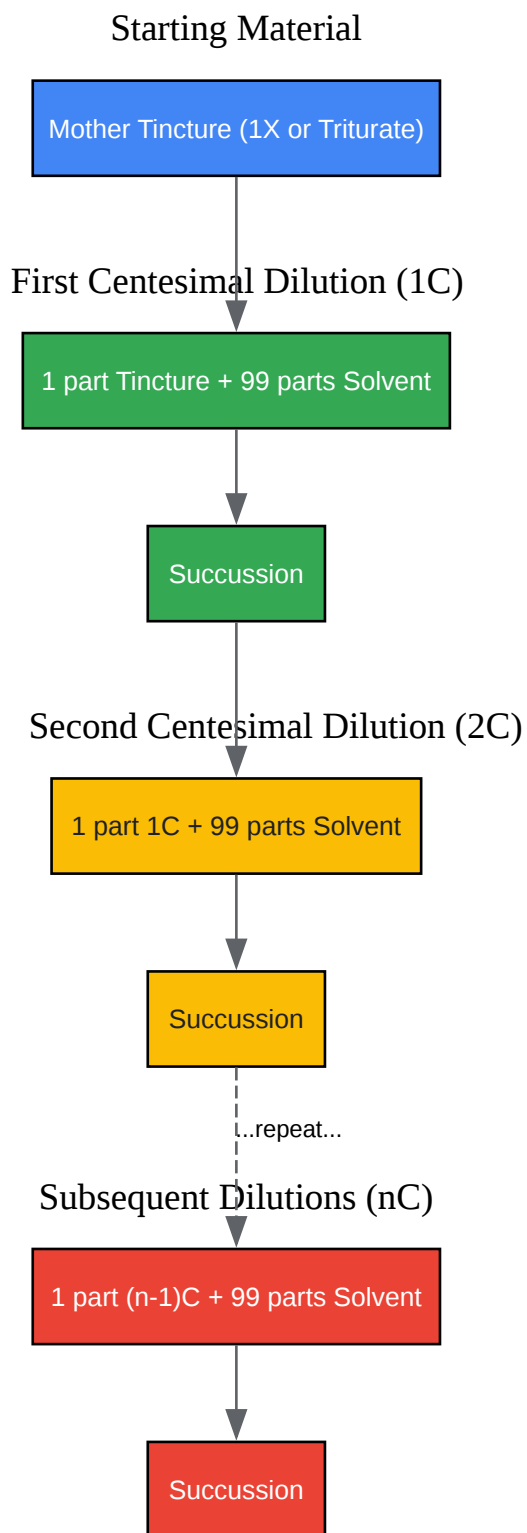 Starting Material
Mother Tincture (1X or Triturate)
First Centesimal Dilution (1C)
1 part Tincture + 99 parts Solvent
Succussion
Second Centesimal Dilution (2C)
1 part 1C + 99 parts Solvent
Succussion
...repeat...
Subsequent Dilutions (nC)
1 part (n-1)C + 99 parts Solvent
Succussion